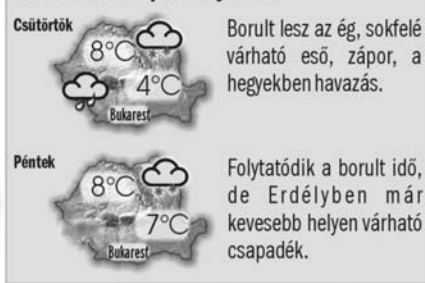 Csütörtök
8°C
4°C
Bukarest
Borult lesz az ég, sokfelé
várható eső, zápor, a
hegyekben havazás.
Péntek
8°C
7°C
Bukarest
Folytatódik a borult idő,
de Erdélyben már
kevesebb helyen várható
csapadék.